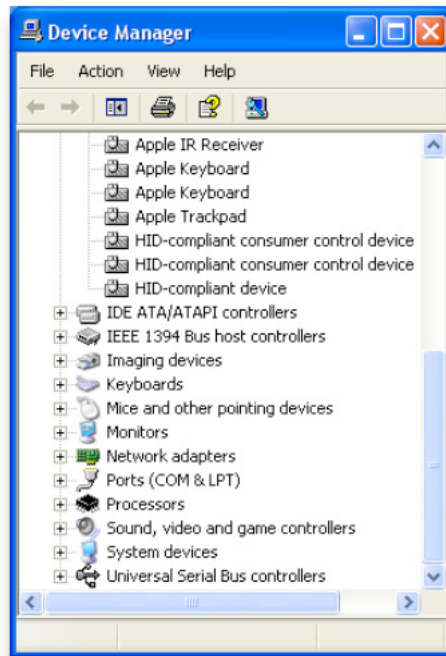 Device Manager
File Action View Help
Apple IR Receiver
Apple Keyboard
Apple Keyboard
Apple Trackpad
HID-compliant consumer control device
HID-compliant consumer control device
HID-compliant device
IDE ATA/ATAPI controllers
IEEE 1394 Bus host controllers
Imaging devices
Keyboards
Mice and other pointing devices
Monitors
Network adapters
Ports (COM & LPT)
Processors
Sound, video and game controllers
System devices
Universal Serial Bus controllers